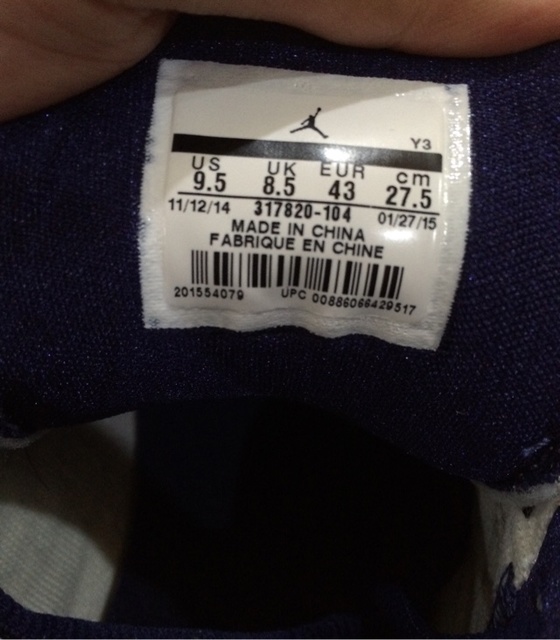 Y3
US UK EUR cm
9.5 8.5 43 27.5
11/12/14 317820-104 01/27/15
MADE IN CHINA
FABRIQUE EN CHINE
201554079 UPC 00886066429517